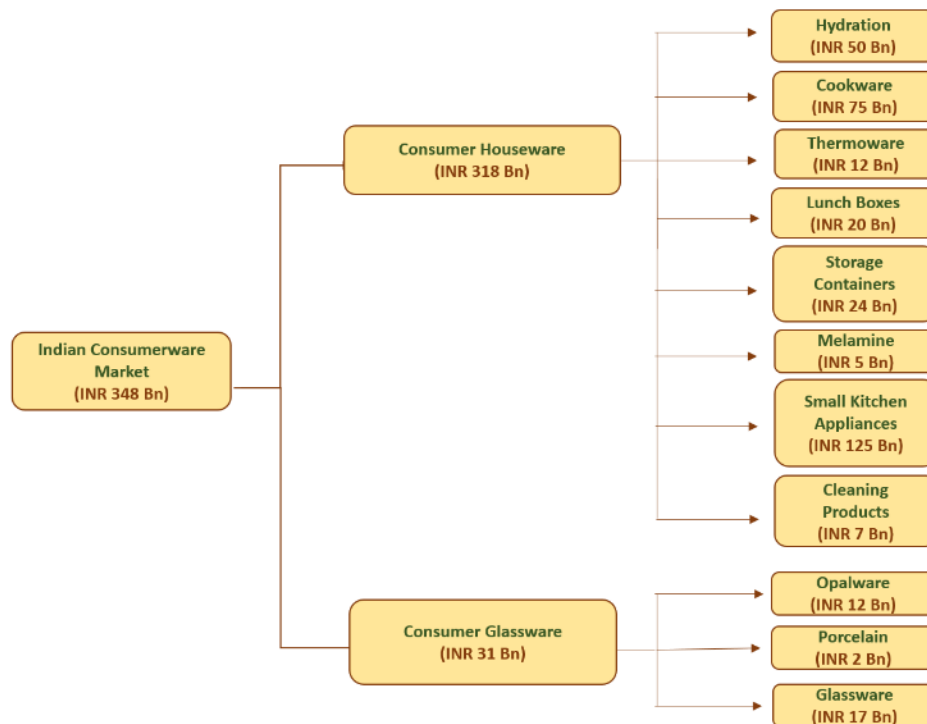 Indian Consumerware
Market
(INR 348 Bn)
Consumer Houseware
(INR 318 Bn)
Hydration
(INR 50 Bn)
Cookware
(INR 75 Bn)
Thermoware
(INR 12 Bn)
Lunch Boxes
(INR 20 Bn)
Storage
Containers
(INR 24 Bn)
Melamine
(INR 5 Bn)
Small Kitchen
Appliances
(INR 125 Bn)
Cleaning
Products
(INR 7 Bn)
Consumer Glassware
(INR 31 Bn)
Opalware
(INR 12 Bn)
Porcelain
(INR 2 Bn)
Glassware
(INR 17 Bn)